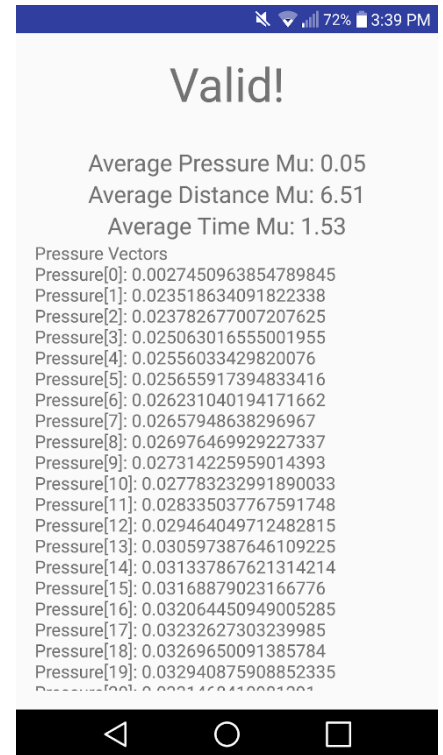 72% 3:39 PM
Valid!
Average Pressure Mu: 0.05
Average Distance Mu: 6.51
Average Time Mu: 1.53
Pressure Vectors
Pressure[0]: 0.0027450963854789845
Pressure[1]: 0.023518634091822338
Pressure[2]: 0.023782677007207625
Pressure[3]: 0.025063016555001955
Pressure[4]: 0.02556033429820076
Pressure[5]: 0.025655917394833416
Pressure[6]: 0.026231040194171662
Pressure[7]: 0.02657948638296967
Pressure[8]: 0.026976469929227337
Pressure[9]: 0.027314225959014393
Pressure[10]: 0.027783232991890033
Pressure[11]: 0.028335037767591748
Pressure[12]: 0.029464049712482815
Pressure[13]: 0.030597387646109225
Pressure[14]: 0.031337867621314214
Pressure[15]: 0.03168879023166776
Pressure[16]: 0.032064450949005285
Pressure[17]: 0.03232627303239985
Pressure[18]: 0.03269650091385784
Pressure[19]: 0.032940875908852335